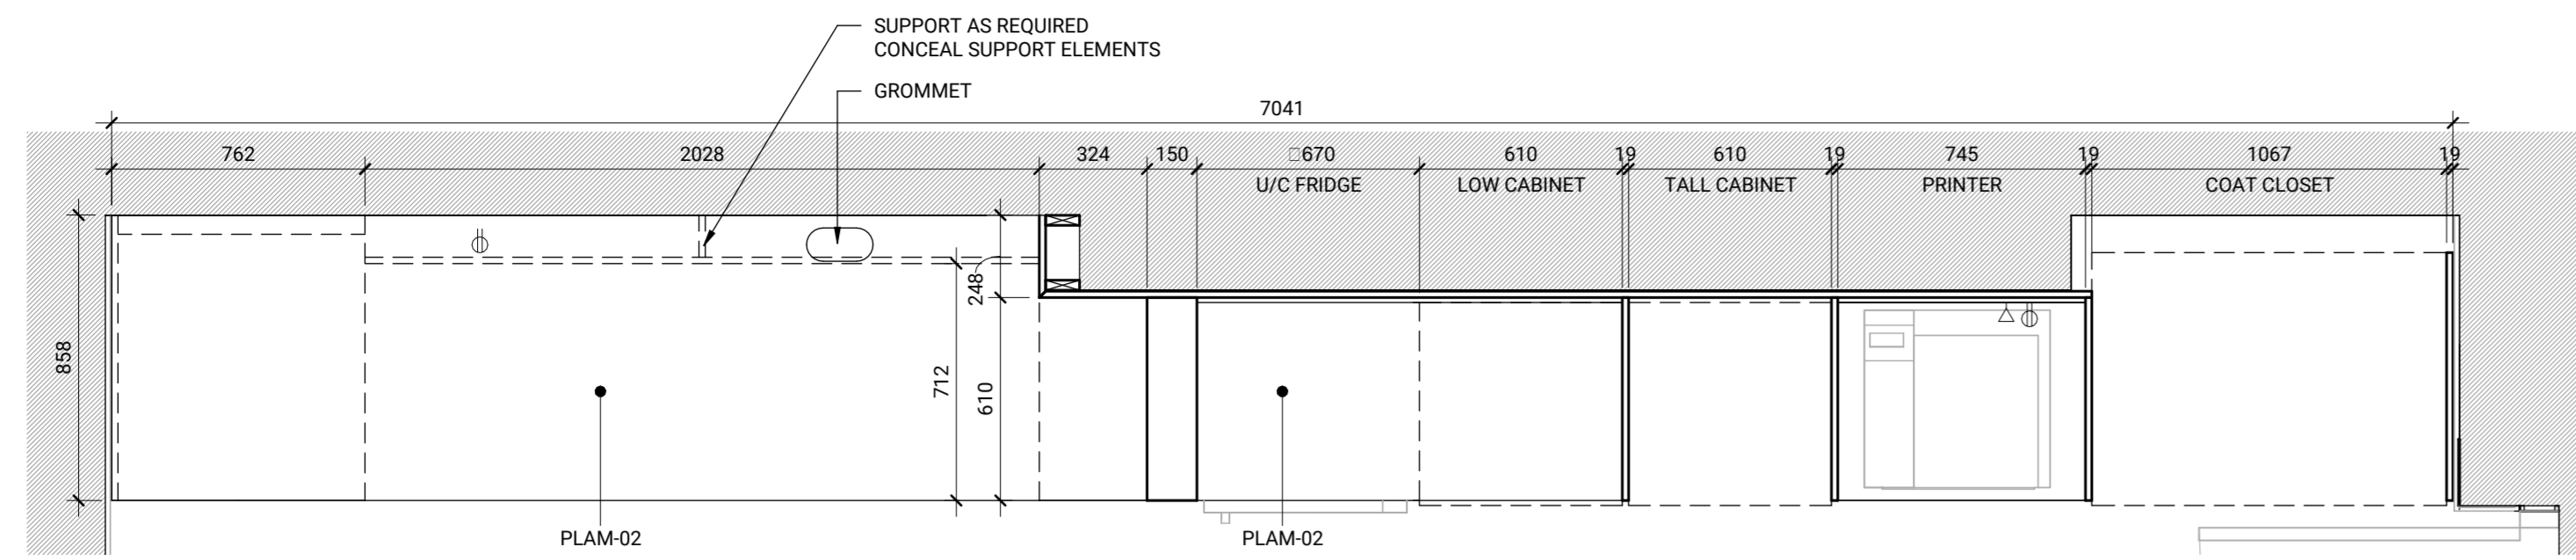 SUPPORT AS REQUIRED
CONCEAL SUPPORT ELEMENTS
GROMMET
7041
762 2028 324 150 □670 610 19 610 19 745 19 1067 19
U/C FRIDGE LOW CABINET TALL CABINET PRINTER COAT CLOSET
248
858
712
610
PLAM-02 PLAM-02